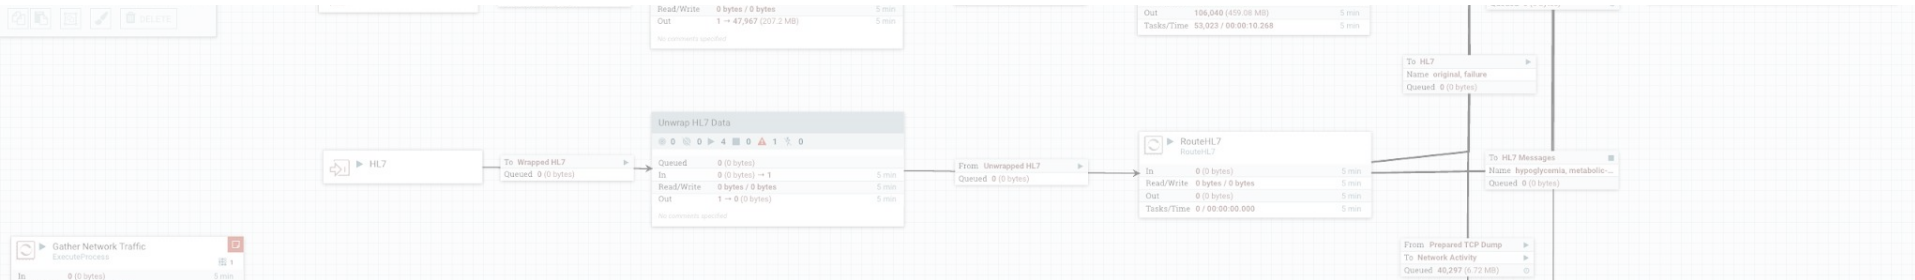 DELETE
Read/Write 0 bytes / 0 bytes 5 min
Out 1 → 47,967 (207.2 MB) 5 min
No comments specified
Out 106,040 (459.08 MB) 5 min
Tasks/Time 53,023 / 00:00:10.268 5 min
To HL7
Name original, failure
Queued 0 (0 bytes)
HL7
To Wrapped HL7
Queued 0 (0 bytes)
Unwrap HL7 Data
0 0 4 0 1 0
Queued 0 (0 bytes)
In 0 (0 bytes) → 1 5 min
Read/Write 0 bytes / 0 bytes 5 min
Out 1 → 0 (0 bytes) 5 min
No comments specified
From Unwrapped HL7
Queued 0 (0 bytes)
RouteHL7
RouteHL7
In 0 (0 bytes) 5 min
Read/Write 0 bytes / 0 bytes 5 min
Out 0 (0 bytes) 5 min
Tasks/Time 0 / 00:00:00.000 5 min
To HL7 Messages
Name hypoglycemia, metabolic-...
Queued 0 (0 bytes)
Gather Network Traffic
ExecuteProcess
1
In 0 (0 bytes) 5 min
From Prepared TCP Dump
To Network Activity
Queued 40,297 (6.72 MB)